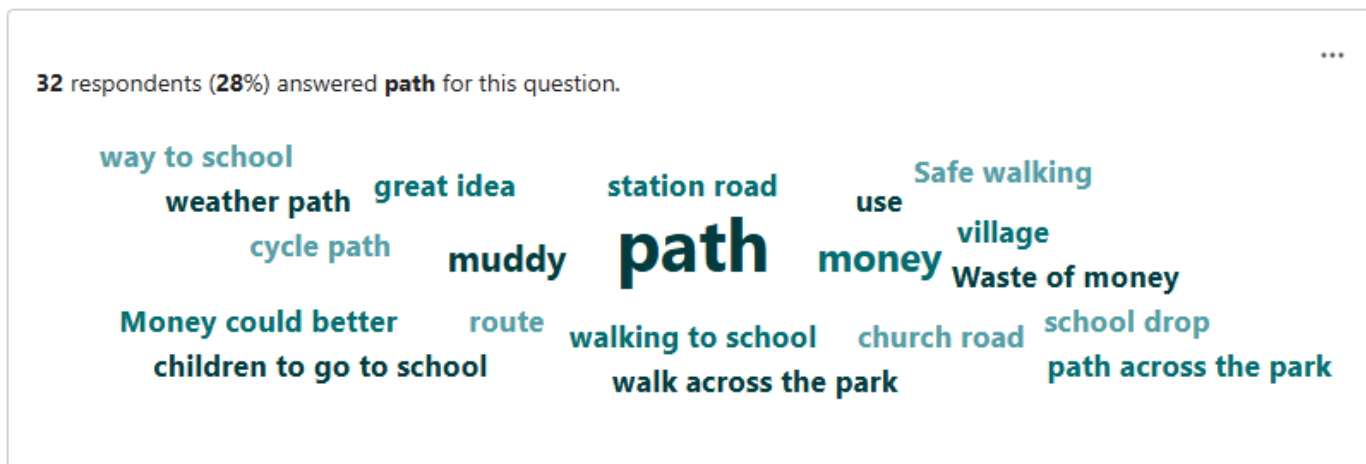 ...
32 respondents (28%) answered path for this question.
way to school
Safe walking
great idea
station road
weather path
use
village
cycle path
muddy
path
money
Waste of money
Money could better
route
school drop
walking to school
church road
children to go to school
path across the park
walk across the park